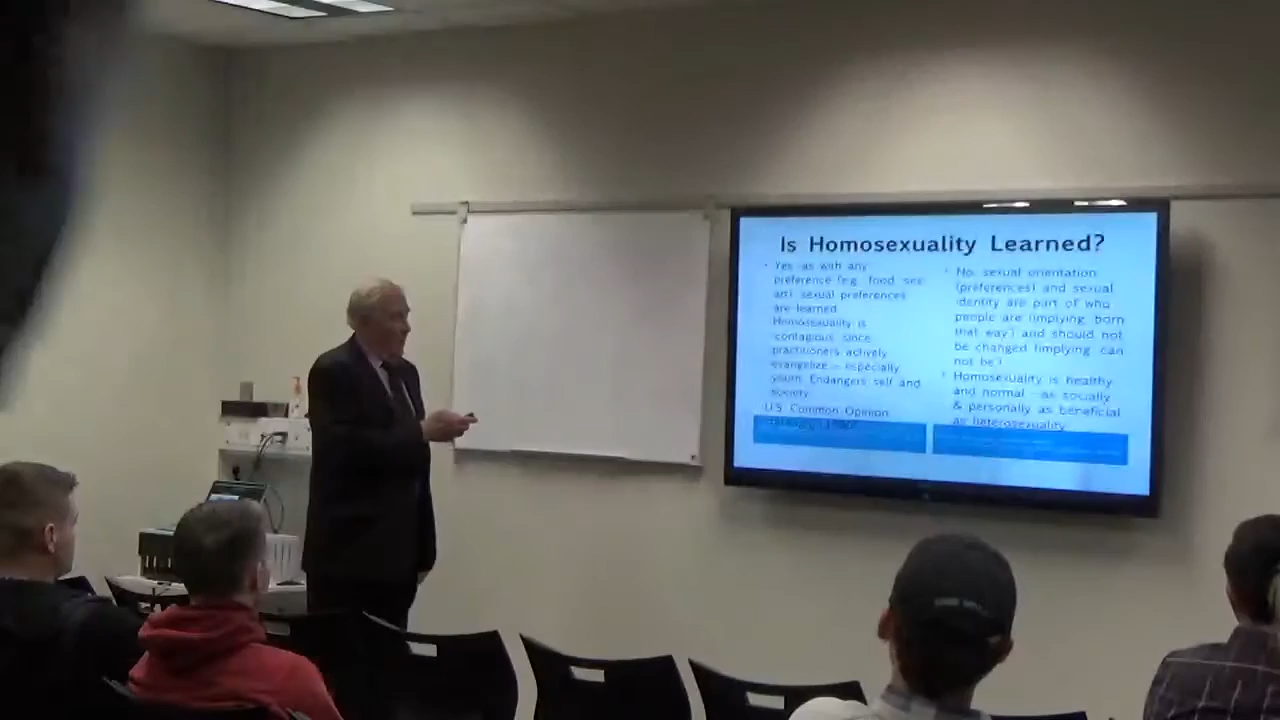 Is Homosexuality Learned?
• Yes as with any
preference (e.g. food, sex
art) sexual preferences
are learned
Homosexuality is
'contagious' since
practitioners actively
evangelize – especially
youth. Endangers self and
society.
U.S. Common Opinion
• No, sexual orientation
(preferences) and sexual
identity are part of who
people are (implying 'born
that way') and should not
be changed (implying 'can
not be')
• Homosexuality is healthy
and normal – as socially
& personally as beneficial
as heterosexuality